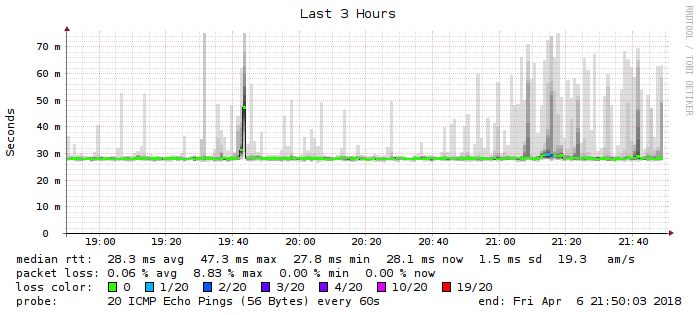 Last 3 Hours
RRDTOOL / TOBI OETIKER
Seconds
70 m
60 m
50 m
40 m
30 m
20 m
10 m
0
19:00 19:20 19:40 20:00 20:20 20:40 21:00 21:20 21:40
median rtt: 28.3 ms avg 47.3 ms max 27.8 ms min 28.1 ms now 1.5 ms sd 19.3 am/s
packet loss: 0.06 % avg 8.83 % max 0.00 % min 0.00 % now
loss color: 0 1/20 2/20 3/20 4/20 10/20 19/20
probe: 20 ICMP Echo Pings (56 Bytes) every 60s end: Fri Apr 6 21:50:03 2018